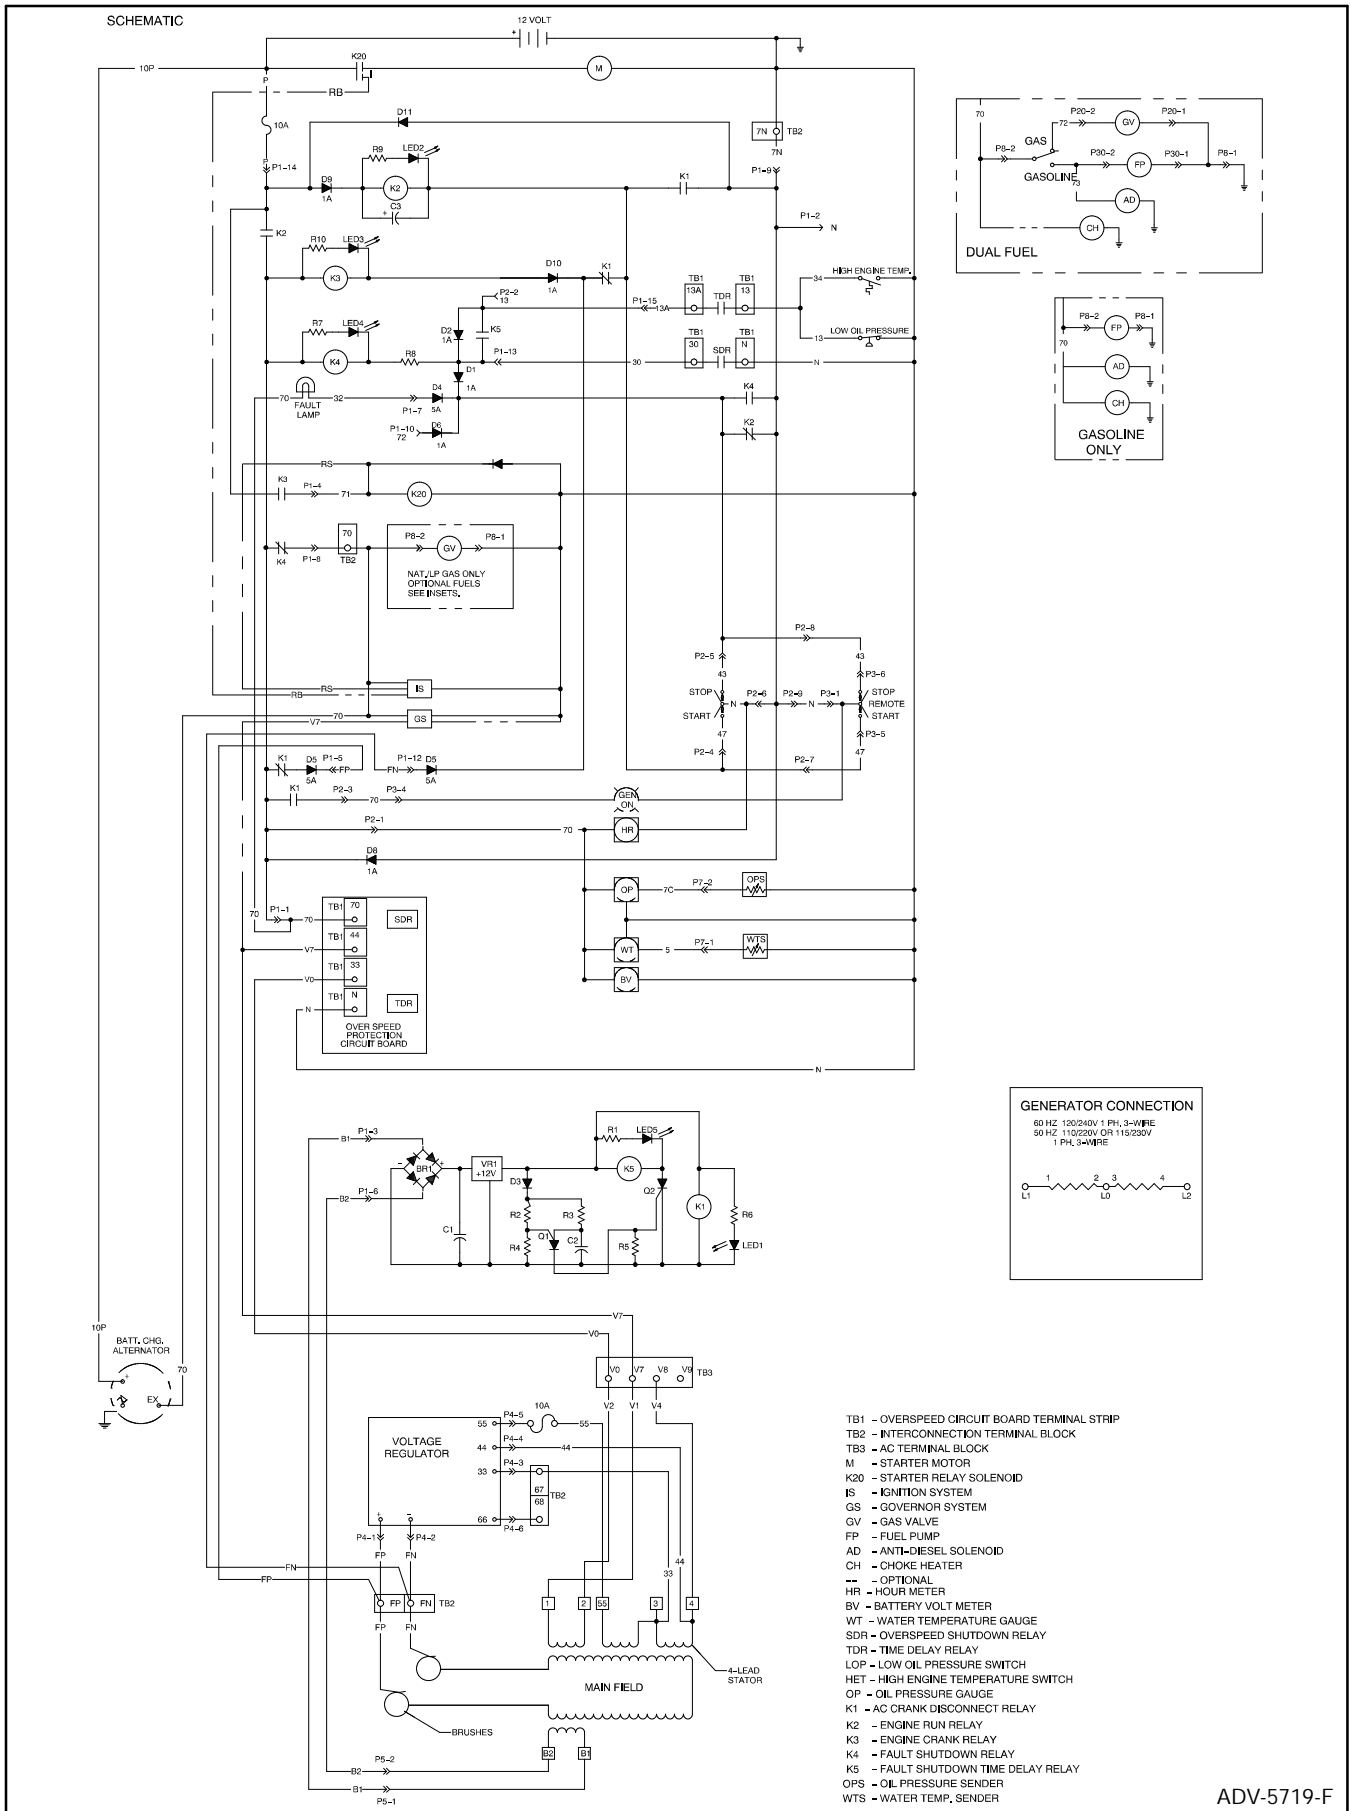 SCHEMATIC
12 VOLT
+
K20
10P
M
P
RB
10A
D11
7N
TB2
7N
P
P1-14
R9
LED2
P1-9
D9
1A
K2
K1
C3
+
P1-2
N
K2
R10
LED3
K3
D10
1A
K1
HIGH ENGINE TEMP.
34
P2-2
13
TB1
13A
TDR
TB1
13
P1-15
13A
R7
LED4
D2
1A
K5
LOW OIL PRESSURE
13
TB1
30
SDR
TB1
N
K4
R8
P1-13
30
N
D1
1A
70
FAULT
LAMP
32
P1-7
D4
5A
K4
P1-10
72
D6
1A
K2
RS
K3
P1-4
71
K20
70
K4
P1-8
TB2
P8-2
GV
P8-1
NAT./LP GAS ONLY
OPTIONAL FUELS
SEE INSETS.
P2-8
P2-5
43
43
P3-6
RS
IS
RB
STOP
START
N
P2-6
P2-9
N
P3-1
STOP
REMOTE
START
70
V7
GS
47
P2-4
P3-5
47
P2-7
K1
D5
5A
P1-5
FP
P1-12
FN
D5
5A
K1
P2-3
70
P3-4
GEN
ON
P2-1
70
HR
D8
1A
OP
7C
P7-2
OPS
WT
5
P7-1
WTS
BV
70
P1-1
70
TB1
70
SDR
V7
TB1
44
V0
TB1
33
N
TB1
N
TDR
OVER SPEED
PROTECTION
CIRCUIT BOARD
N
70
P20-2
P20-1
72
GV
GAS
P8-2
P30-2
P30-1
P8-1
FP
GASOLINE
73
AD
CH
DUAL FUEL
P8-2
P8-1
FP
70
AD
CH
GASOLINE
ONLY
GENERATOR CONNECTION
60 HZ 120/240V 1 PH, 3-WIRE
50 HZ 110/220V OR 115/230V
1 PH, 3-WIRE
1
2
3
4
L1
L0
L2
B1
P1-3
B2
P1-6
-
BR1
+
VR1
+12V
C1
D3
R2
R4
Q1
R3
C2
R1
LED5
K5
Q2
R5
K1
R6
LED1
V7
V0
10P
BATT. CHG.
ALTERNATOR
70
+
EX
V0
V7
V8
V9
TB3
V2
V1
V4
VOLTAGE
REGULATOR
55
P4-5
10A
55
44
P4-4
44
33
P4-3
67
68
TB2
66
P4-6
+
-
P4-1
P4-2
FP
FN
FN
FP
FP
FN
TB2
FP
FN
33
44
1
2
55
3
4
4-LEAD
STATOR
MAIN FIELD
BRUSHES
B2
B1
P5-2
B2
B1
P5-1
TB1 - OVERSPEED CIRCUIT BOARD TERMINAL STRIP
TB2 - INTERCONNECTION TERMINAL BLOCK
TB3 - AC TERMINAL BLOCK
M - STARTER MOTOR
K20 - STARTER RELAY SOLENOID
IS - IGNITION SYSTEM
GS - GOVERNOR SYSTEM
GV - GAS VALVE
FP - FUEL PUMP
AD - ANTI-DIESEL SOLENOID
CH - CHOKE HEATER
-- - OPTIONAL
HR - HOUR METER
BV - BATTERY VOLT METER
WT - WATER TEMPERATURE GAUGE
SDR - OVERSPEED SHUTDOWN RELAY
TDR - TIME DELAY RELAY
LOP - LOW OIL PRESSURE SWITCH
HET - HIGH ENGINE TEMPERATURE SWITCH
OP - OIL PRESSURE GAUGE
K1 - AC CRANK DISCONNECT RELAY
K2 - ENGINE RUN RELAY
K3 - ENGINE CRANK RELAY
K4 - FAULT SHUTDOWN RELAY
K5 - FAULT SHUTDOWN TIME DELAY RELAY
OPS - OIL PRESSURE SENDER
WTS - WATER TEMP. SENDER
ADV-5719-F